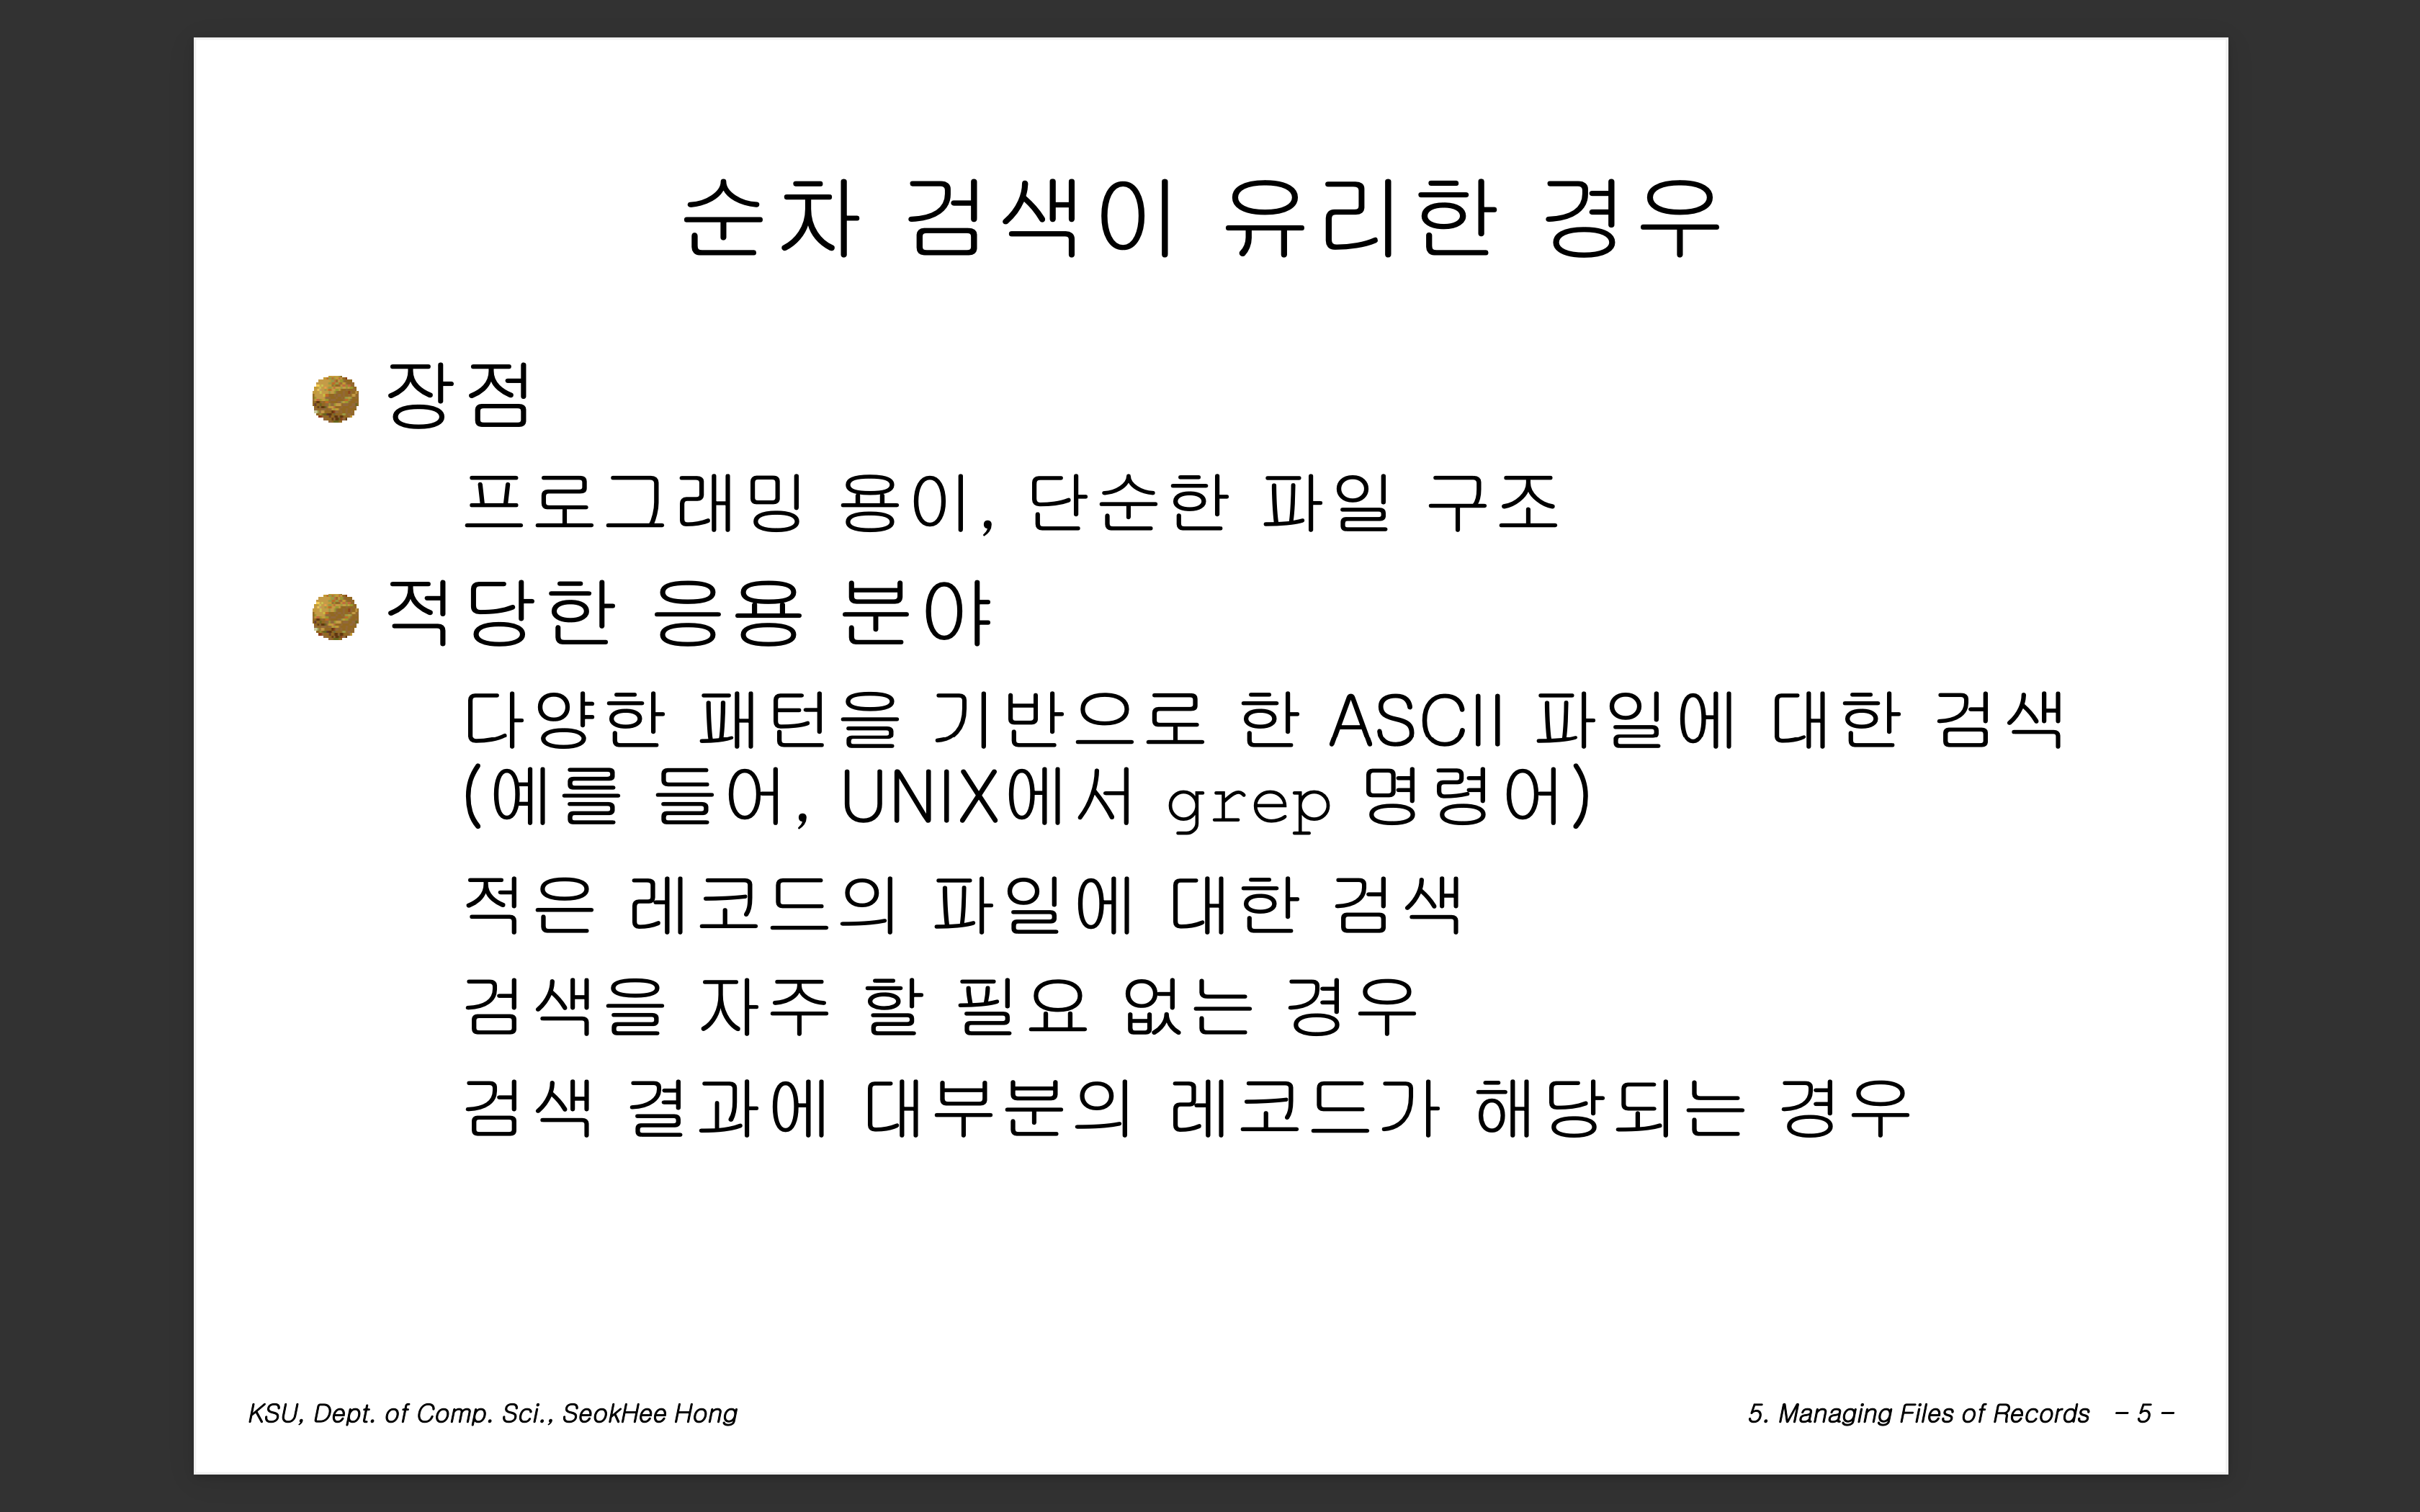 순차 검색이 유리한 경우
장점
프로그래밍 용이, 단순한 파일 구조
적당한 응용 분야
다양한 패턴을 기반으로 한 ASCII 파일에 대한 검색
(예를 들어, UNIX에서 grep 명령어)
적은 레코드의 파일에 대한 검색
검색을 자주 할 필요 없는 경우
검색 결과에 대부분의 레코드가 해당되는 경우
KSU, Dept. of Comp. Sci., SeokHee Hong
5. Managing Files of Records - 5 -